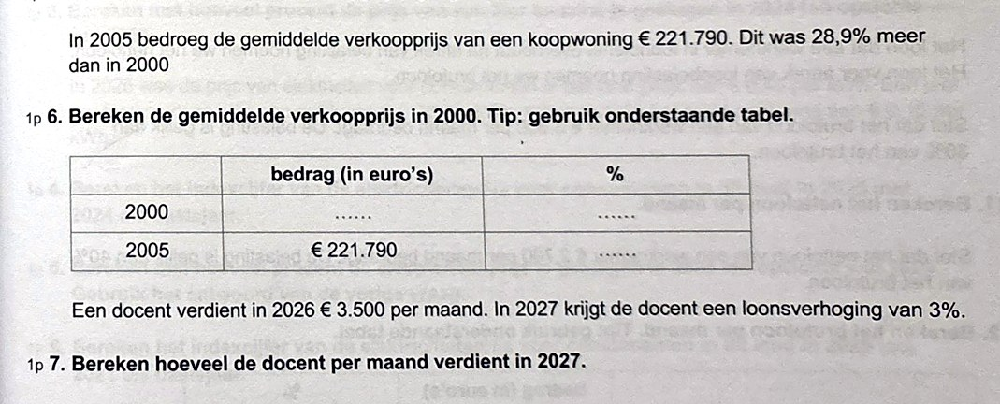 In 2005 bedroeg de gemiddelde verkoopprijs van een koopwoning € 221.790. Dit was 28,9% meer
dan in 2000
1p 6. Bereken de gemiddelde verkoopprijs in 2000. Tip: gebruik onderstaande tabel.
bedrag (in euro's) %
2000 ...... ......
2005 € 221.790 ......
Een docent verdient in 2026 € 3.500 per maand. In 2027 krijgt de docent een loonsverhoging van 3%.
1p 7. Bereken hoeveel de docent per maand verdient in 2027.